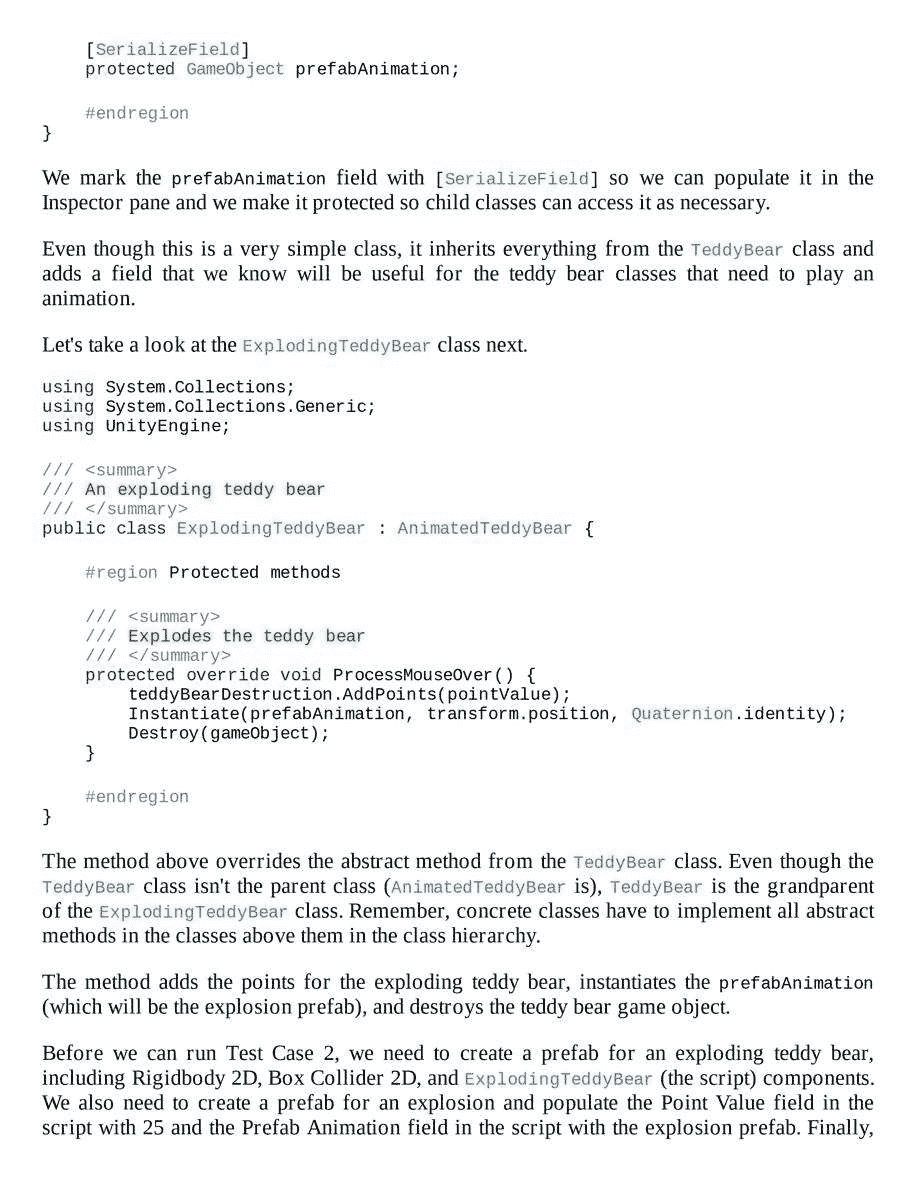 [SerializeField]
protected GameObject prefabAnimation;
#endregion
}
We mark the prefabAnimation field with [SerializeField] so we can populate it in the
Inspector pane and we make it protected so child classes can access it as necessary.
Even though this is a very simple class, it inherits everything from the TeddyBear class and
adds a field that we know will be useful for the teddy bear classes that need to play an
animation.
Let's take a look at the ExplodingTeddyBear class next.
using System.Collections;
using System.Collections.Generic;
using UnityEngine;
/// <summary>
/// An exploding teddy bear
/// </summary>
public class ExplodingTeddyBear : AnimatedTeddyBear {
#region Protected methods
/// <summary>
/// Explodes the teddy bear
/// </summary>
protected override void ProcessMouseOver() {
teddyBearDestruction.AddPoints(pointValue);
Instantiate(prefabAnimation, transform.position, Quaternion.identity);
Destroy(gameObject);
}
#endregion
}
The method above overrides the abstract method from the TeddyBear class. Even though the
TeddyBear class isn't the parent class (AnimatedTeddyBear is), TeddyBear is the grandparent
of the ExplodingTeddyBear class. Remember, concrete classes have to implement all abstract
methods in the classes above them in the class hierarchy.
The method adds the points for the exploding teddy bear, instantiates the prefabAnimation
(which will be the explosion prefab), and destroys the teddy bear game object.
Before we can run Test Case 2, we need to create a prefab for an exploding teddy bear,
including Rigidbody 2D, Box Collider 2D, and ExplodingTeddyBear (the script) components.
We also need to create a prefab for an explosion and populate the Point Value field in the
script with 25 and the Prefab Animation field in the script with the explosion prefab. Finally,